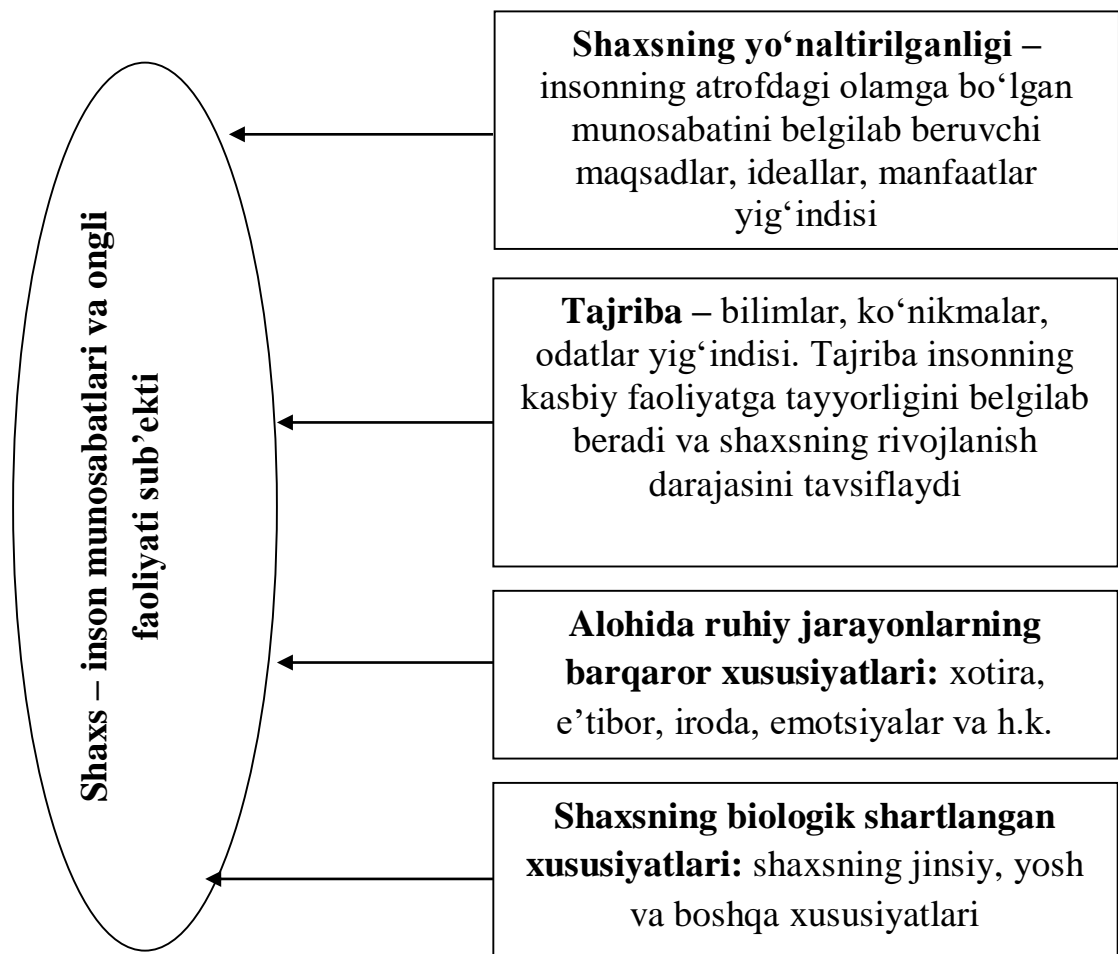 Shaxs – inson munosabatlari va ongli
faoliyati sub’ekti
Shaxsning yo‘naltirilganligi –
insonning atrofdagi olamga bo‘lgan
munosabatini belgilab beruvchi
maqsadlar, ideallar, manfaatlar
yig‘indisi
Tajriba – bilimlar, ko‘nikmalar,
odatlar yig‘indisi. Tajriba insonning
kasbiy faoliyatga tayyorligini belgilab
beradi va shaxsning rivojlanish
darajasini tavsiflaydi
Alohida ruhiy jarayonlarning
barqaror xususiyatlari: xotira,
e’tibor, iroda, emotsiyalar va h.k.
Shaxsning biologik shartlangan
xususiyatlari: shaxsning jinsiy, yosh
va boshqa xususiyatlari